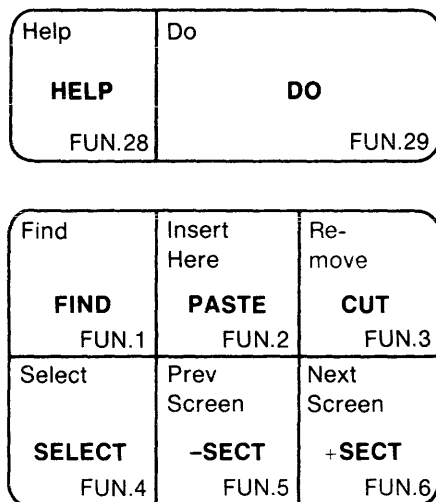 Help Do
HELP DO
FUN.28 FUN.29
Find Insert Re-
Here move
FIND PASTE CUT
FUN.1 FUN.2 FUN.3
Select Prev Next
Screen Screen
SELECT –SECT +SECT
FUN.4 FUN.5 FUN.6